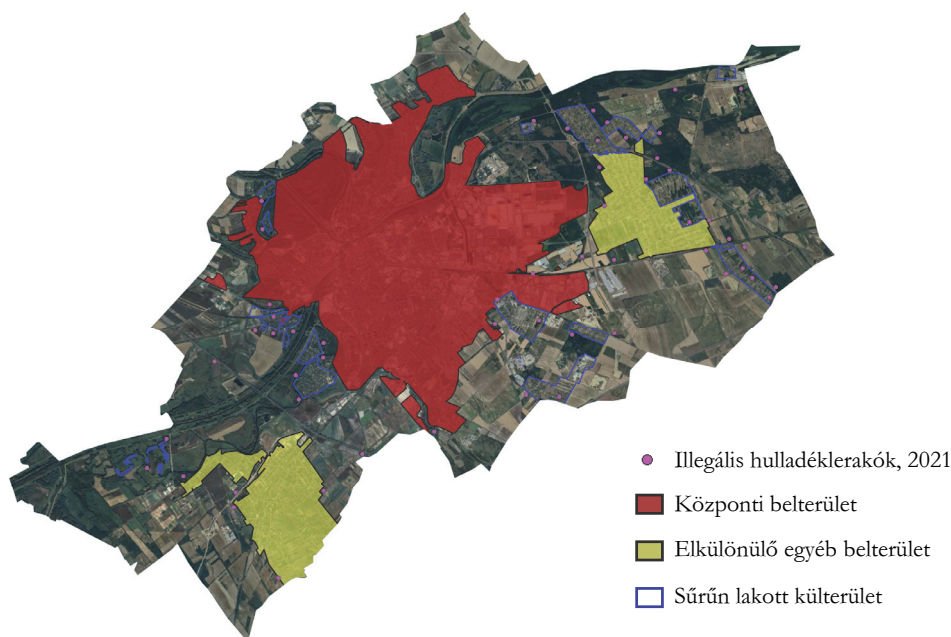 Illegális hulladéklerakók, 2021
Központi belterület
Elkülönülő egyéb belterület
Sűrűn lakott külterület